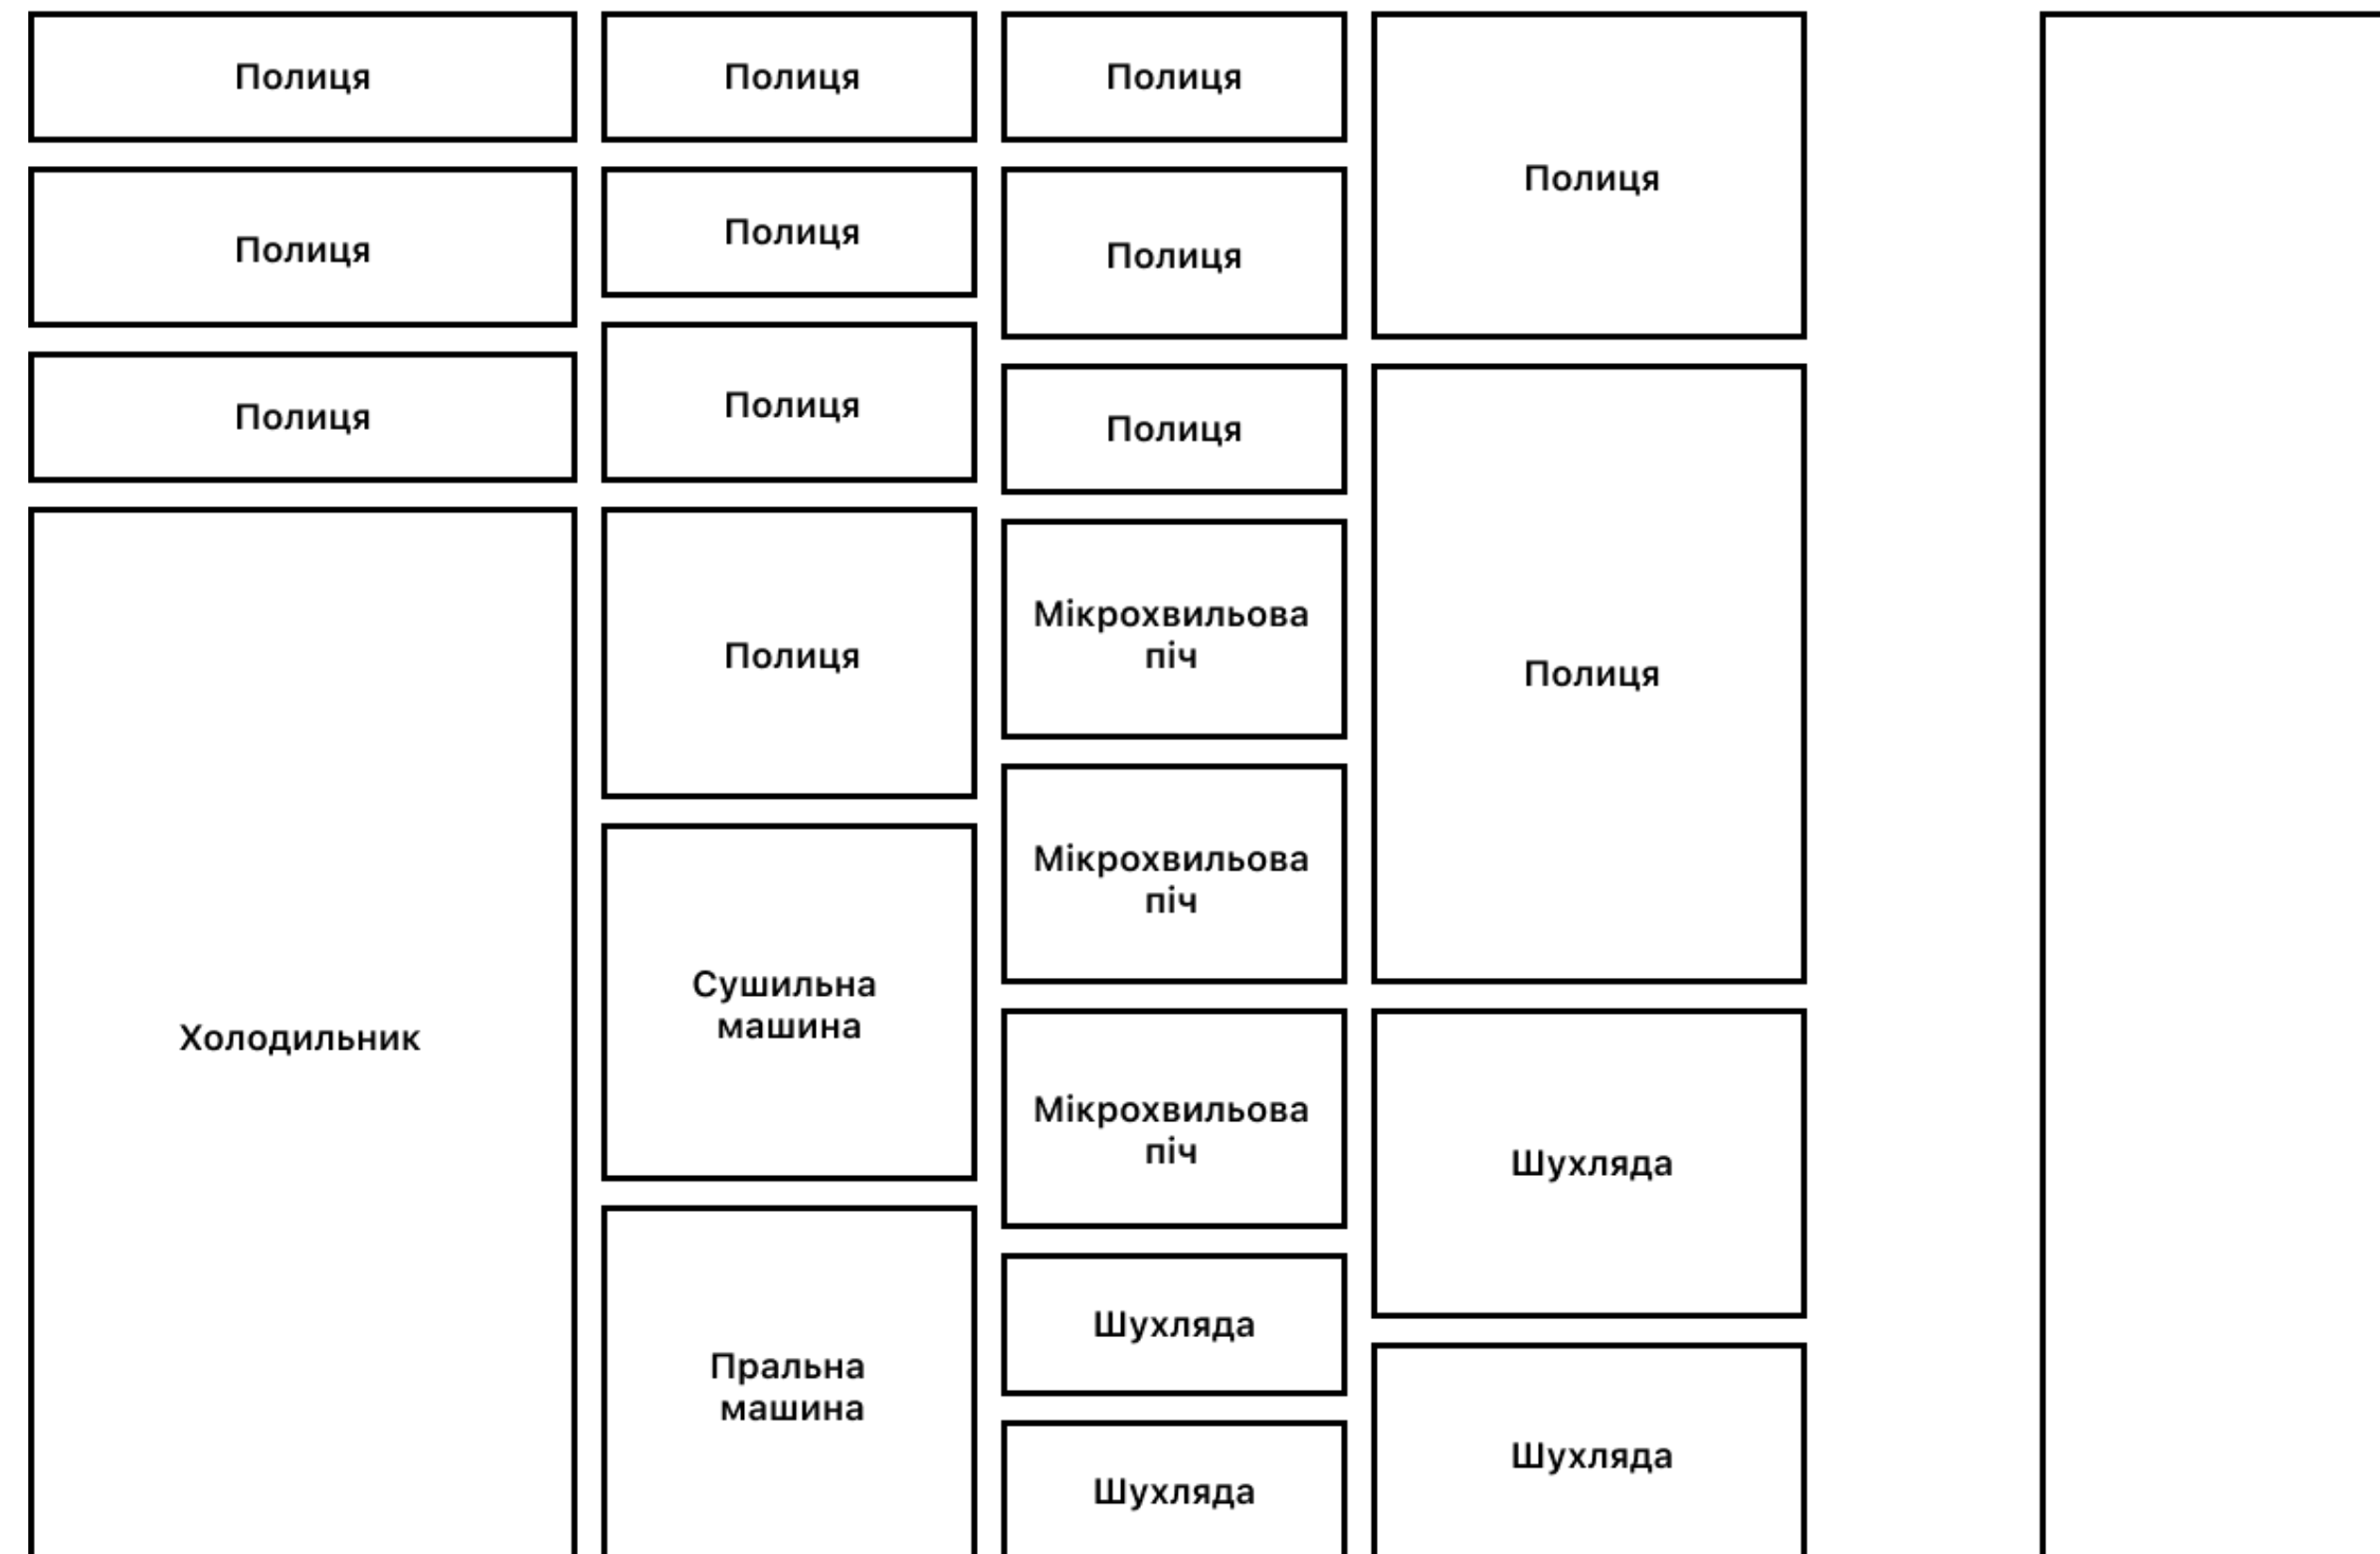 Полиця
Полиця
Полиця
Холодильник
Полиця
Полиця
Полиця
Полиця
Сушильна
машина
Пральна
машина
Полиця
Полиця
Полиця
Мікрохвильова
піч
Мікрохвильова
піч
Мікрохвильова
піч
Шухляда
Шухляда
Полиця
Полиця
Шухляда
Шухляда